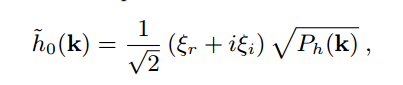 h̃₀(𝐤) = 1/√2 (ξᵣ + iξᵢ) √Pₕ(𝐤) ,